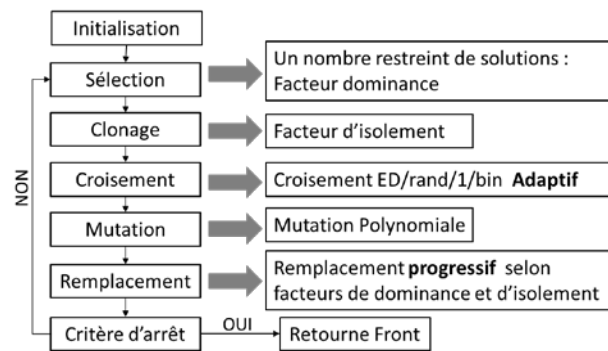 Initialisation
Sélection
Un nombre restreint de solutions :
Facteur dominance
Clonage
Facteur d'isolement
NON
Croisement
Croisement ED/rand/1/bin Adaptif
Mutation
Mutation Polynomiale
Remplacement
Remplacement progressif selon
facteurs de dominance et d'isolement
Critère d'arrêt
OUI
Retourne Front